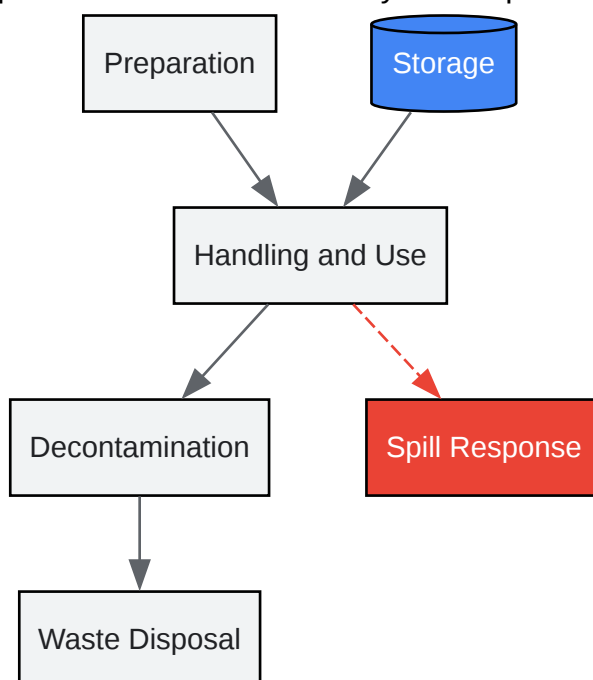 Preparation
Storage
Handling and Use
Decontamination
Spill Response
Waste Disposal